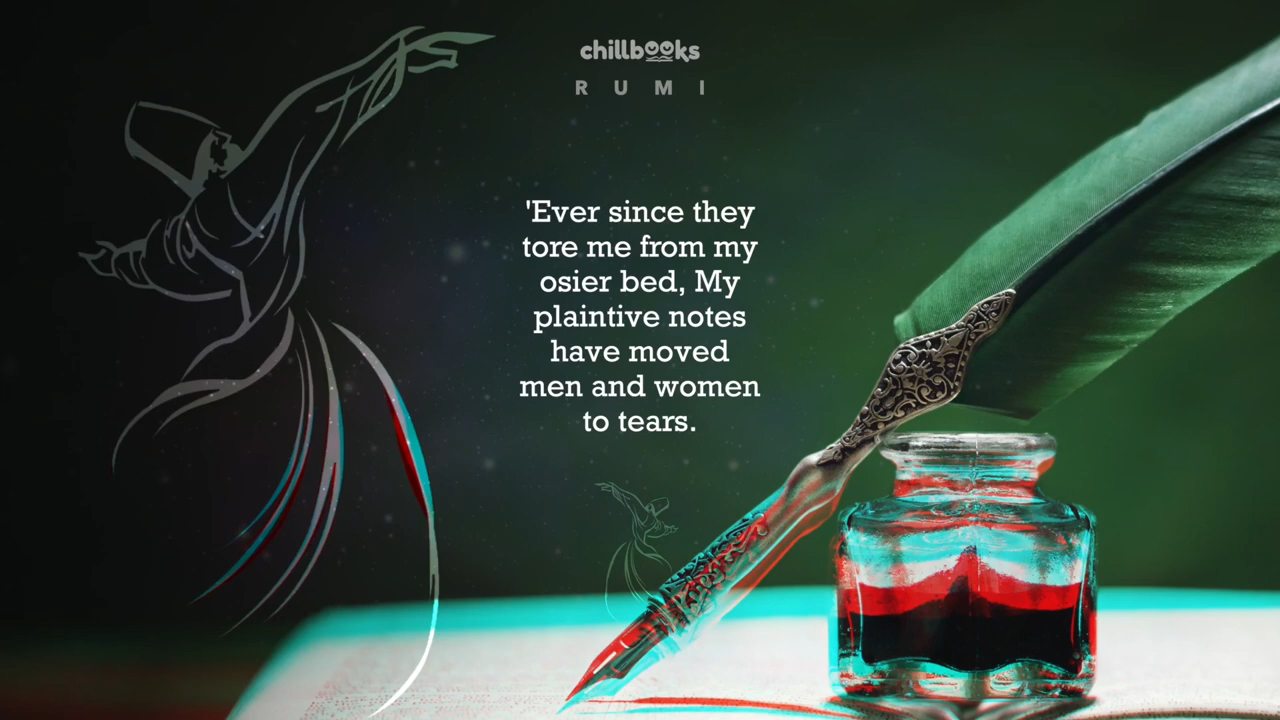 chillbooks
RUMI
'Ever since they
tore me from my
osier bed, My
plaintive notes
have moved
men and women
to tears.